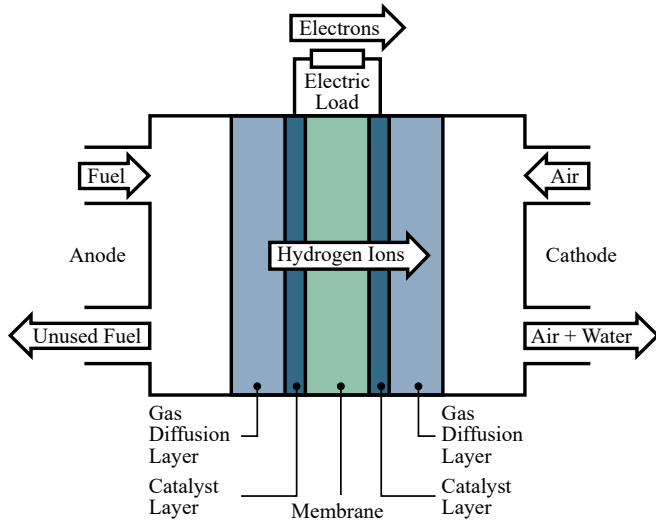 Electrons
Electric
Load
Fuel
Air
Anode
Hydrogen Ions
Cathode
Unused Fuel
Air + Water
Gas
Diffusion
Layer
Gas
Diffusion
Layer
Catalyst
Layer
Membrane
Catalyst
Layer